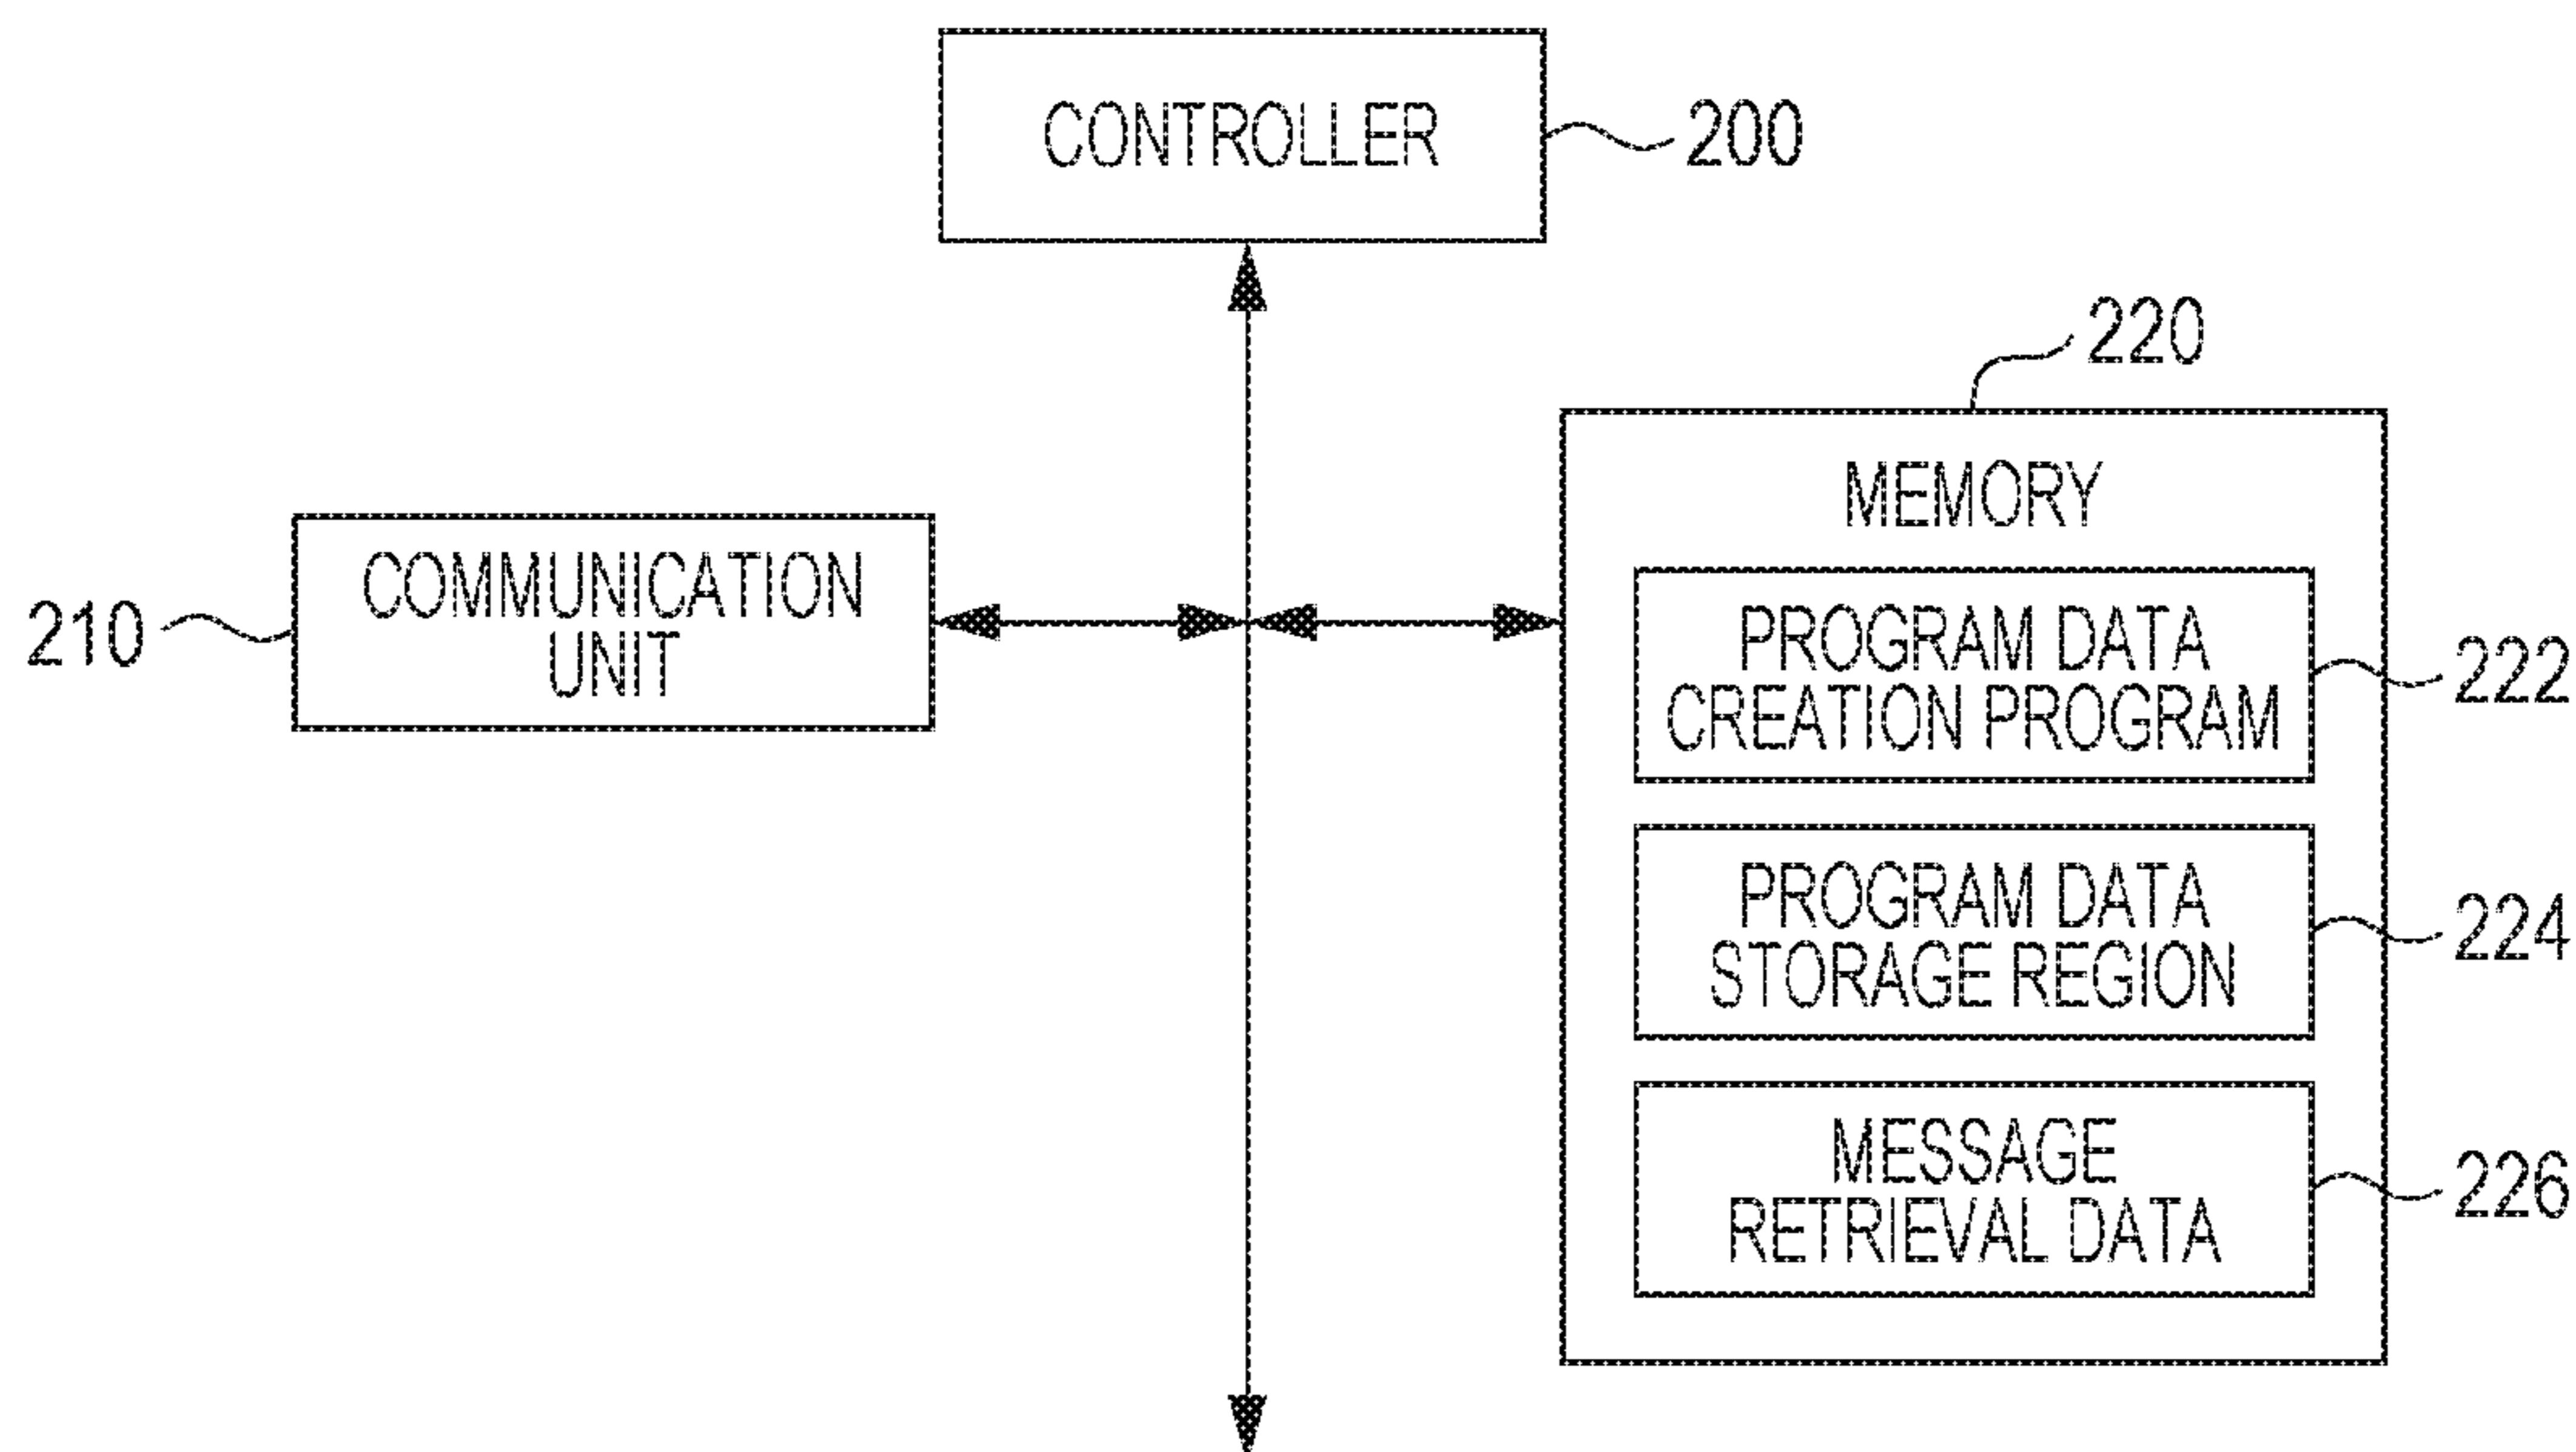 CONTROLLER
200
220
MEMORY
COMMUNICATION
UNIT
210
PROGRAM DATA
CREATION PROGRAM
222
PROGRAM DATA
STORAGE REGION
224
MESSAGE
RETRIEVAL DATA
226